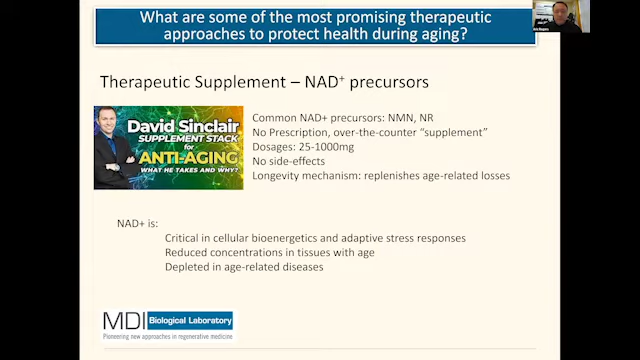 What are some of the most promising therapeutic
approaches to protect health during aging?
Therapeutic Supplement – NAD⁺ precursors
David Sinclair
SUPPLEMENT STACK
for
ANTI-AGING
WHAT HE TAKES AND WHY?
Common NAD+ precursors: NMN, NR
No Prescription, over-the-counter “supplement”
Dosages: 25-1000mg
No side-effects
Longevity mechanism: replenishes age-related losses
NAD+ is:
Critical in cellular bioenergetics and adaptive stress responses
Reduced concentrations in tissues with age
Depleted in age-related diseases
MDI Biological Laboratory
Pioneering new approaches in regenerative medicine